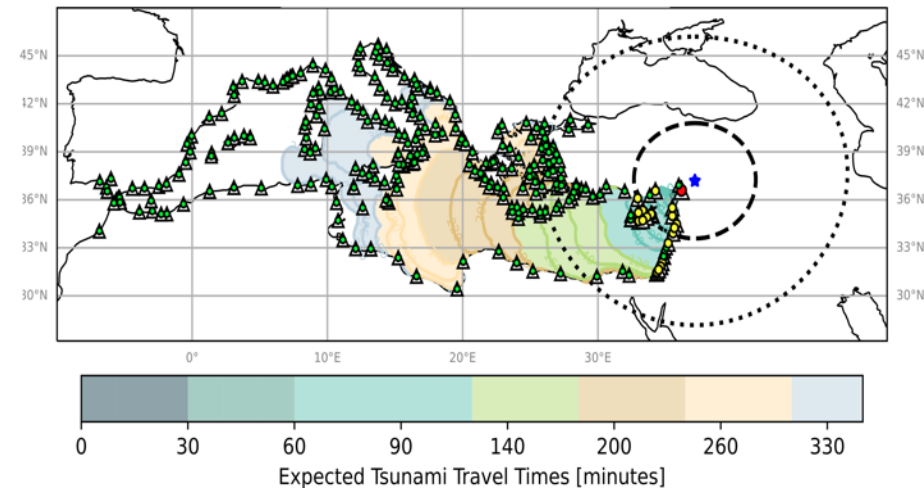 45°N 45°N
42°N 42°N
39°N 39°N
36°N 36°N
33°N 33°N
30°N 30°N
0° 10°E 20°E 30°E
0 30 60 90 140 200 260 330
Expected Tsunami Travel Times [minutes]